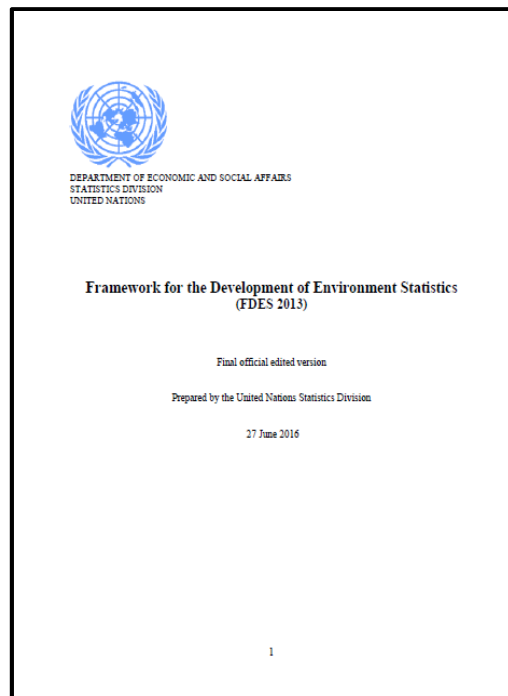 DEPARTMENT OF ECONOMIC AND SOCIAL AFFAIRS
STATISTICS DIVISION
UNITED NATIONS
Framework for the Development of Environment Statistics
(FDES 2013)
Final official edited version
Prepared by the United Nations Statistics Division
27 June 2016
1